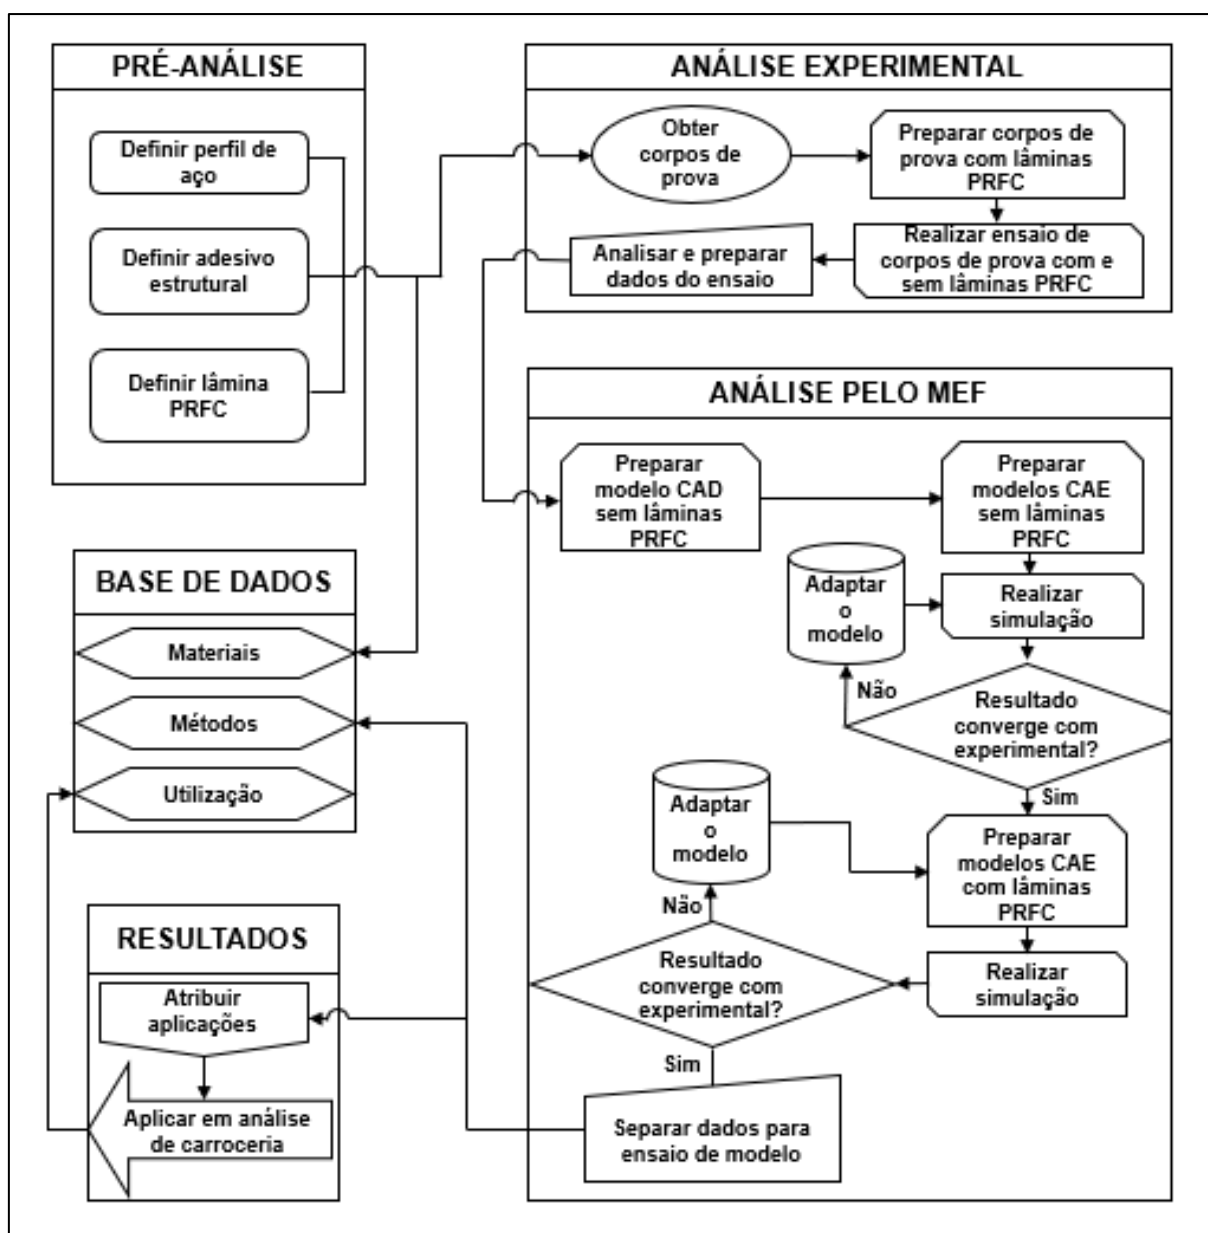 PRÉ-ANÁLISE
Definir perfil de
aço
Definir adesivo
estrutural
Definir lâmina
PRFC
ANÁLISE EXPERIMENTAL
Obter
corpos de
prova
Preparar corpos de
prova com lâminas
PRFC
Realizar ensaio de
corpos de prova com e
sem lâminas PRFC
Analisar e preparar
dados do ensaio
ANÁLISE PELO MEF
Preparar
modelo CAD
sem lâminas
PRFC
Preparar
modelos CAE
sem lâminas
PRFC
Realizar
simulação
Adaptar
o
modelo
Não
Resultado
converge com
experimental?
Sim
Preparar
modelos CAE
com lâminas
PRFC
Realizar
simulação
Adaptar
o
modelo
Não
Resultado
converge com
experimental?
Sim
Separar dados para
ensaio de modelo
BASE DE DADOS
Materiais
Métodos
Utilização
RESULTADOS
Atribuir
aplicações
Aplicar em análise
de carroceria